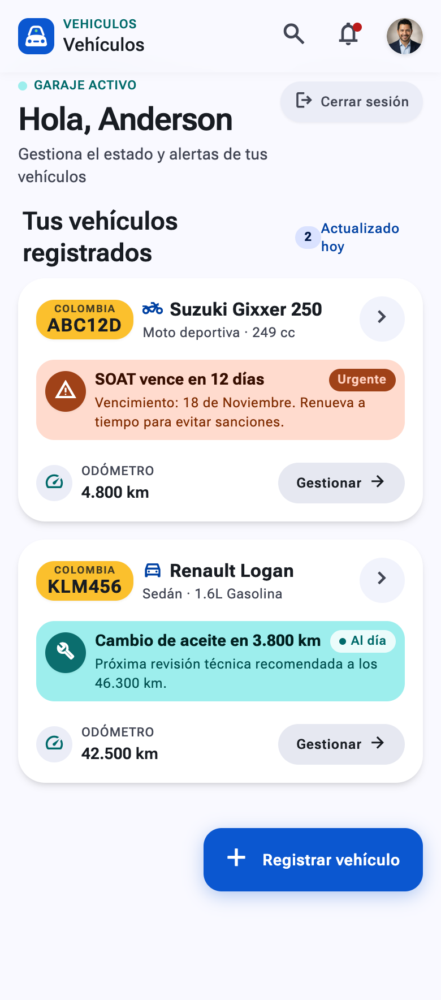 VEHICULOS
Vehículos
GARAJE ACTIVO
Cerrar sesión
Hola, Anderson
Gestiona el estado y alertas de tus
vehículos
Tus vehículos
registrados
2
Actualizado
hoy
COLOMBIA
ABC12D
Suzuki Gixxer 250
Moto deportiva · 249 cc
SOAT vence en 12 días
Urgente
Vencimiento: 18 de Noviembre. Renueva a
tiempo para evitar sanciones.
ODÓMETRO
4.800 km
Gestionar
COLOMBIA
KLM456
Renault Logan
Sedán · 1.6L Gasolina
Cambio de aceite en 3.800 km
Al día
Próxima revisión técnica recomendada a los
46.300 km.
ODÓMETRO
42.500 km
Gestionar
Registrar vehículo